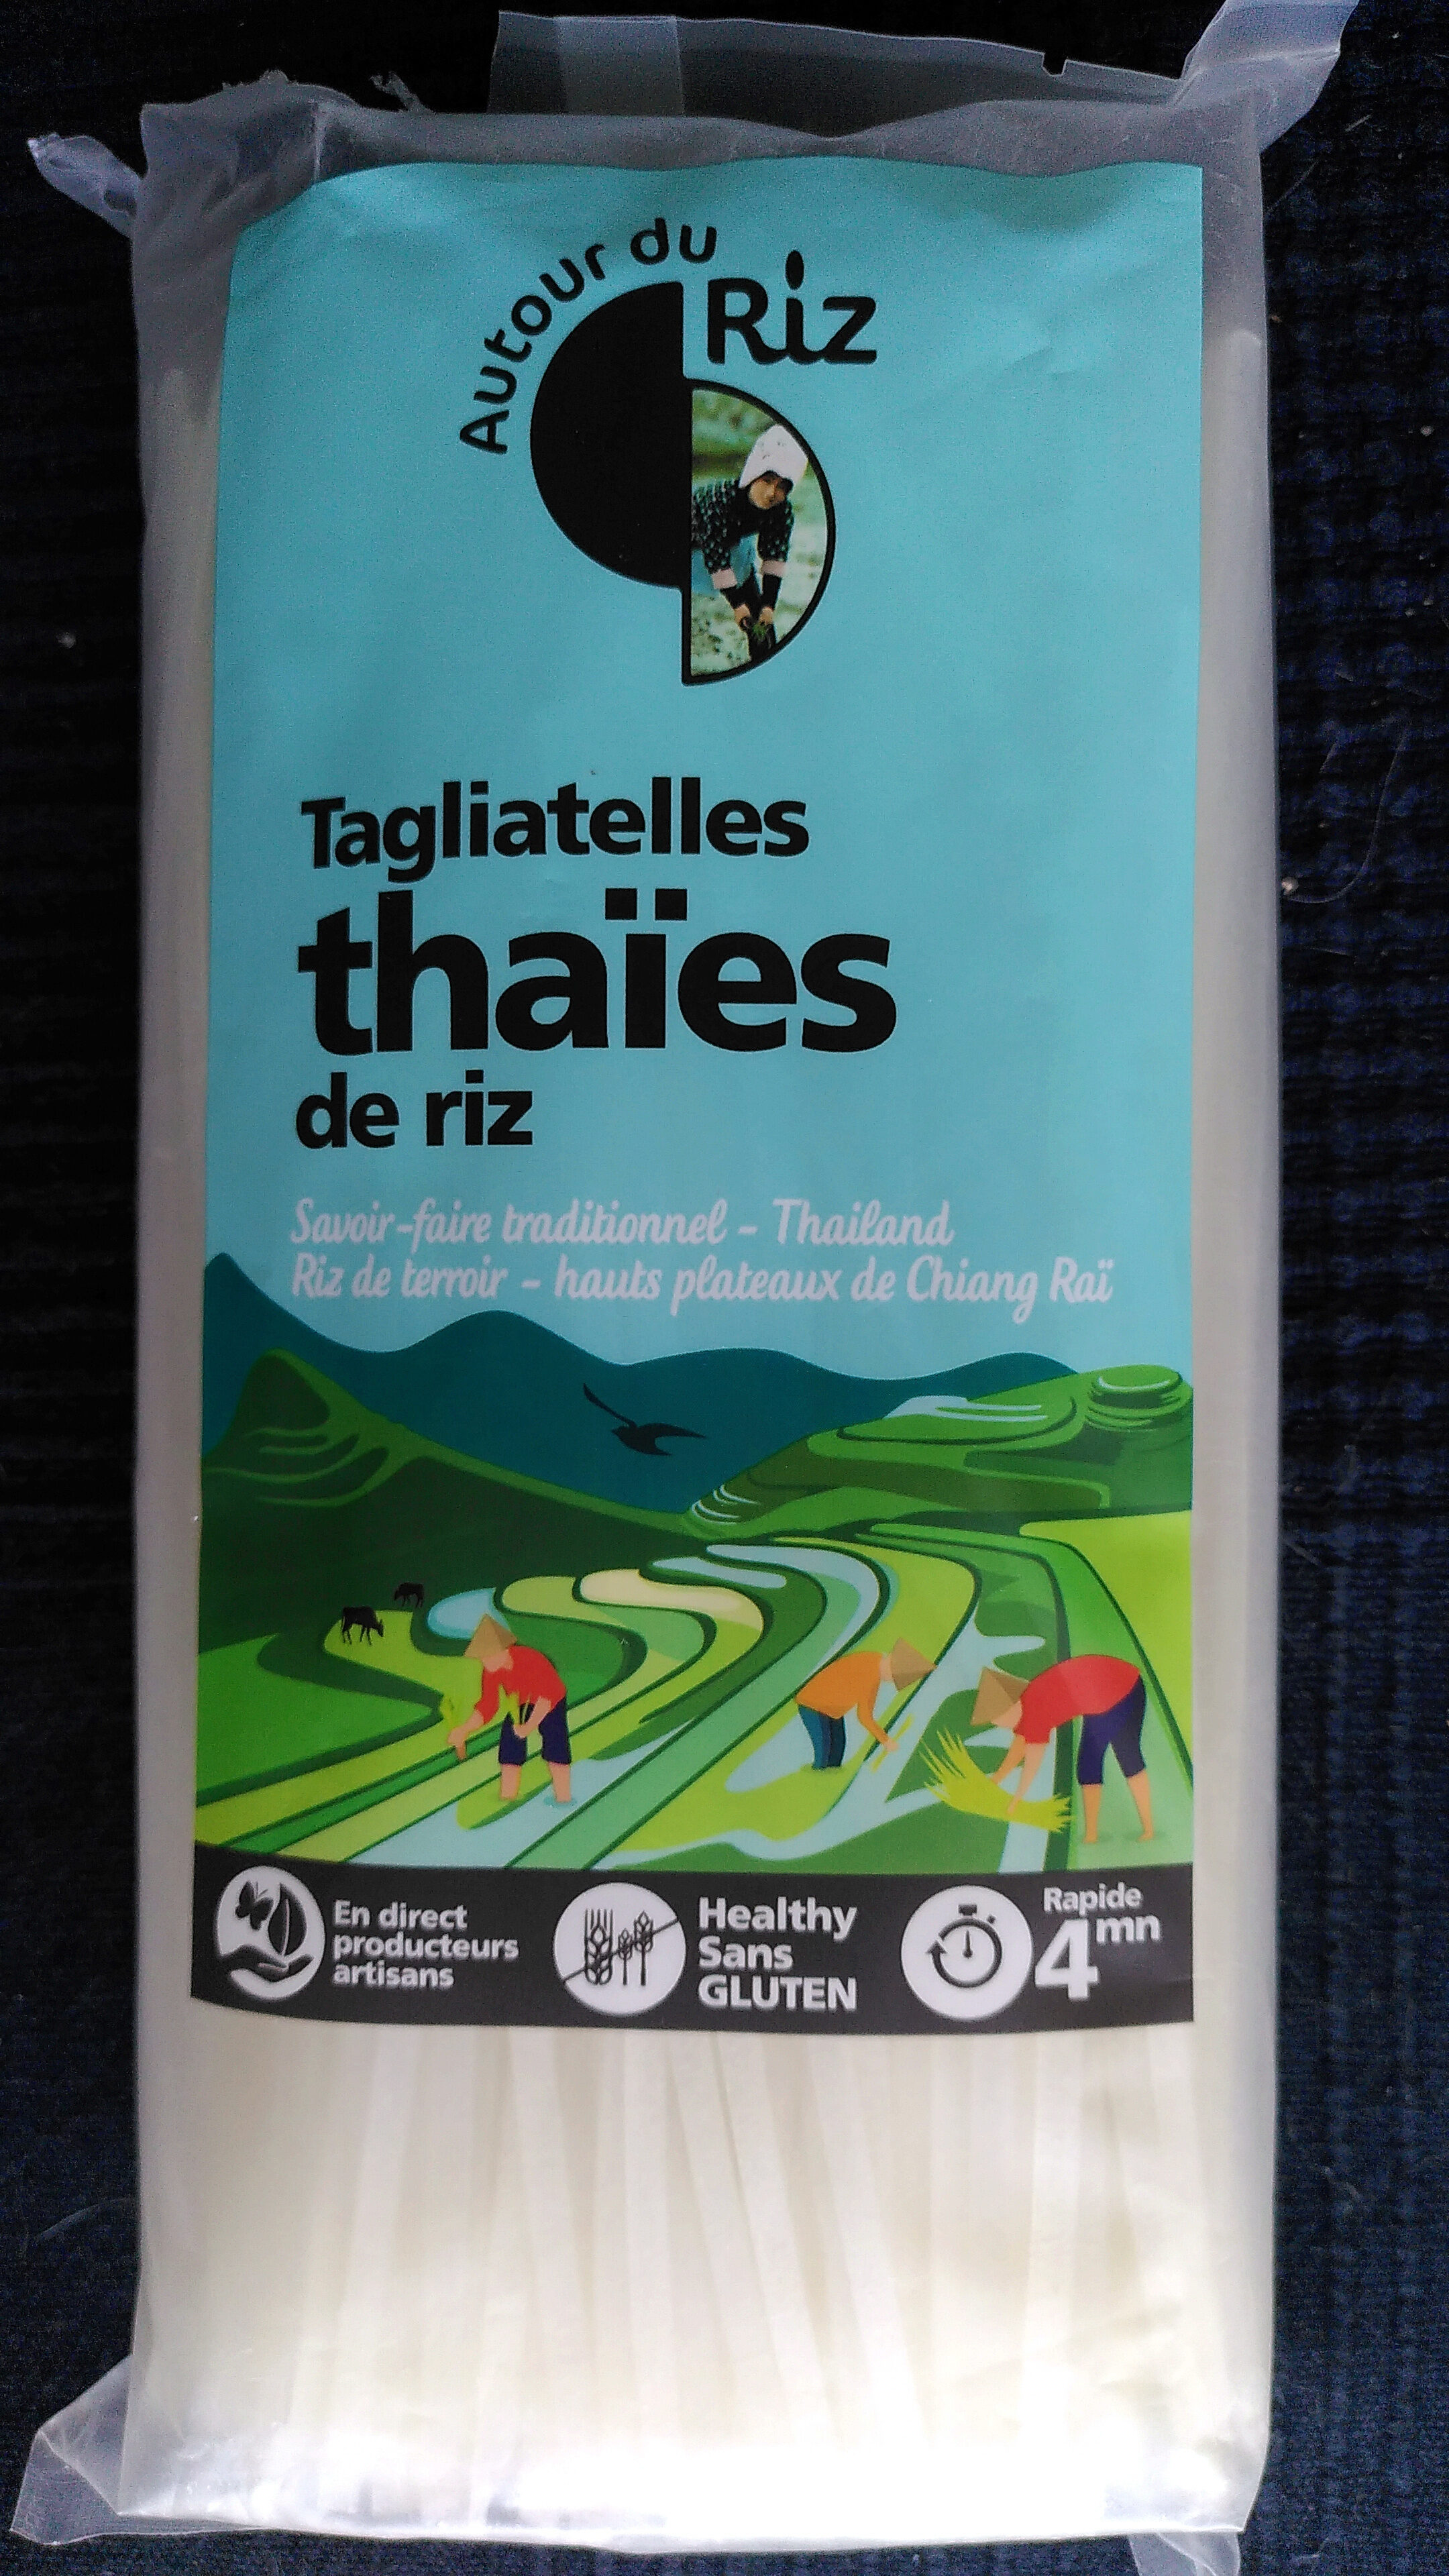 Autour du
Riz
Tagliatelles
thaïes
de riz
Savoir-faire traditionnel - Thailand
Riz de terroir - hauts plateaux de Chiang Raï
En direct
producteurs
artisans
Healthy
Sans
GLUTEN
Rapide
4mn